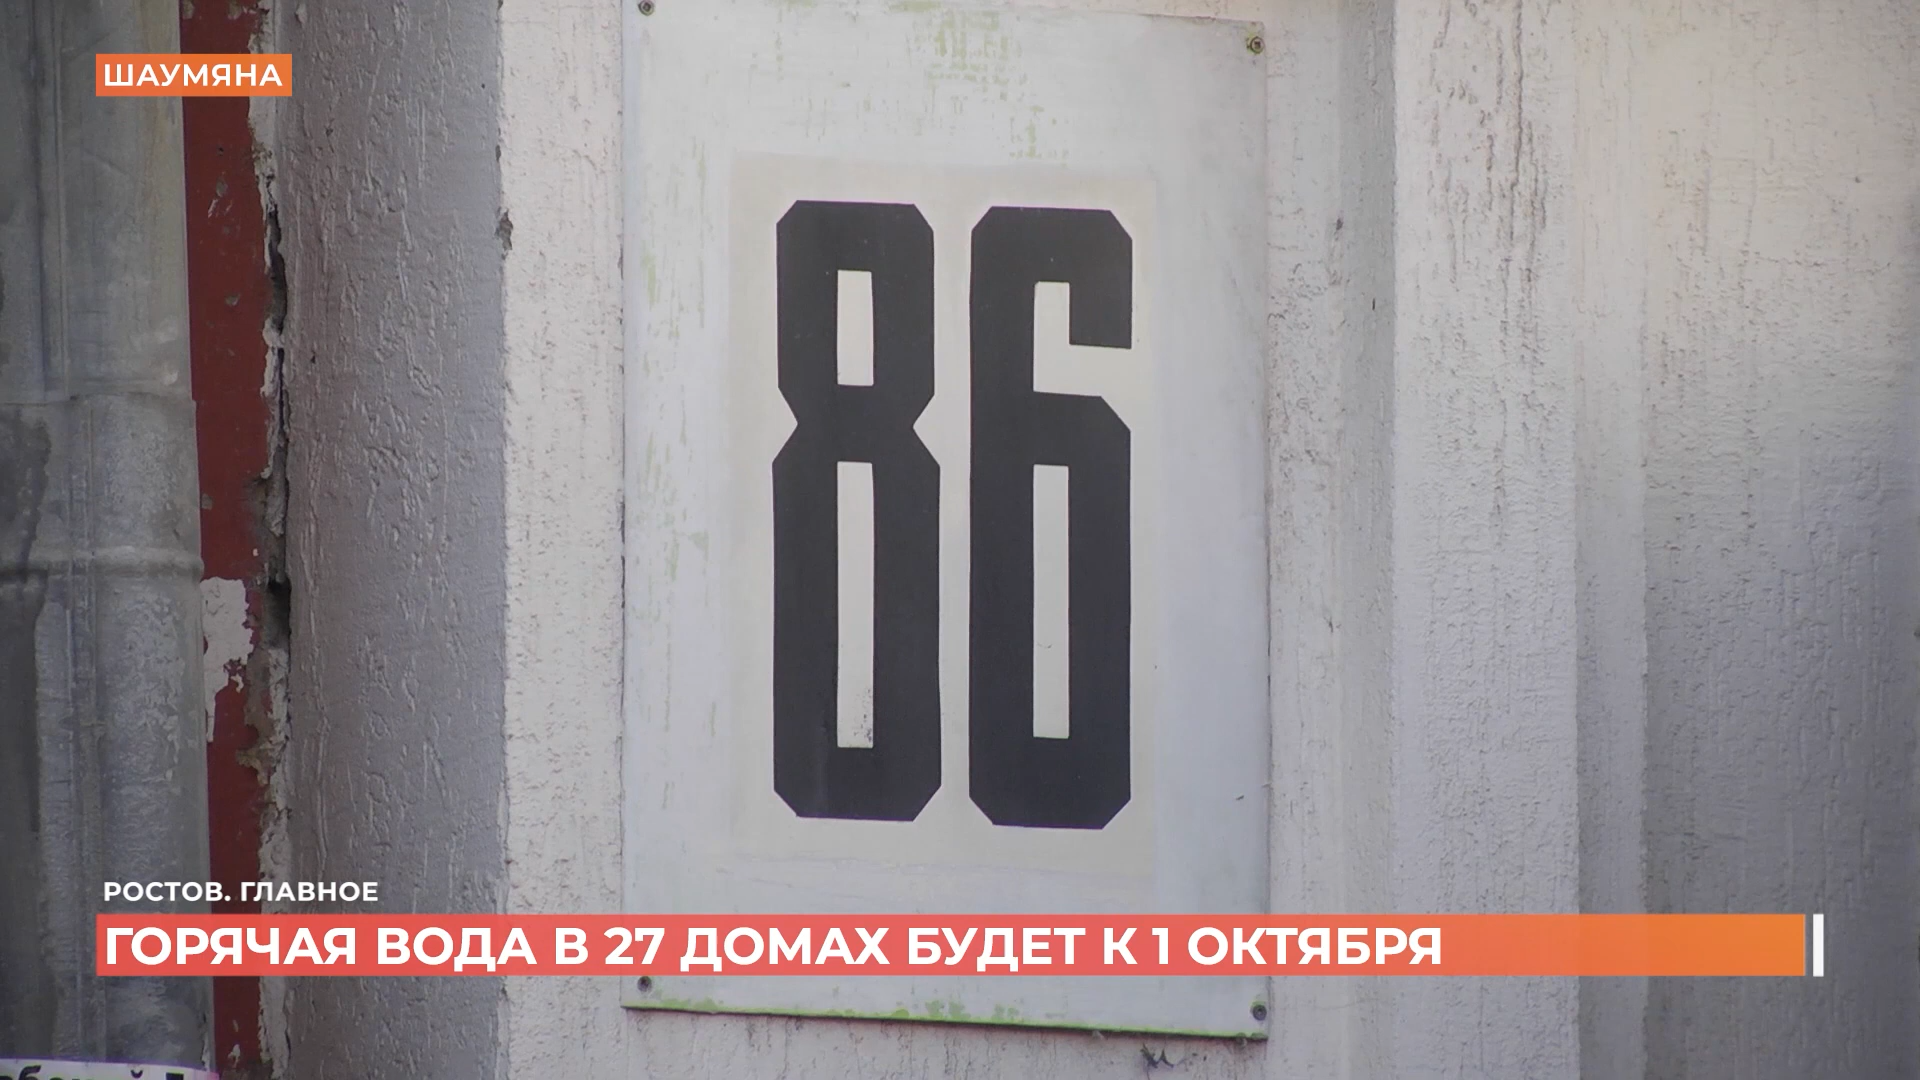 ШАУМЯНА
86
РОСТОВ. ГЛАВНОЕ
ГОРЯЧАЯ ВОДА В 27 ДОМАХ БУДЕТ К 1 ОКТЯБРЯ